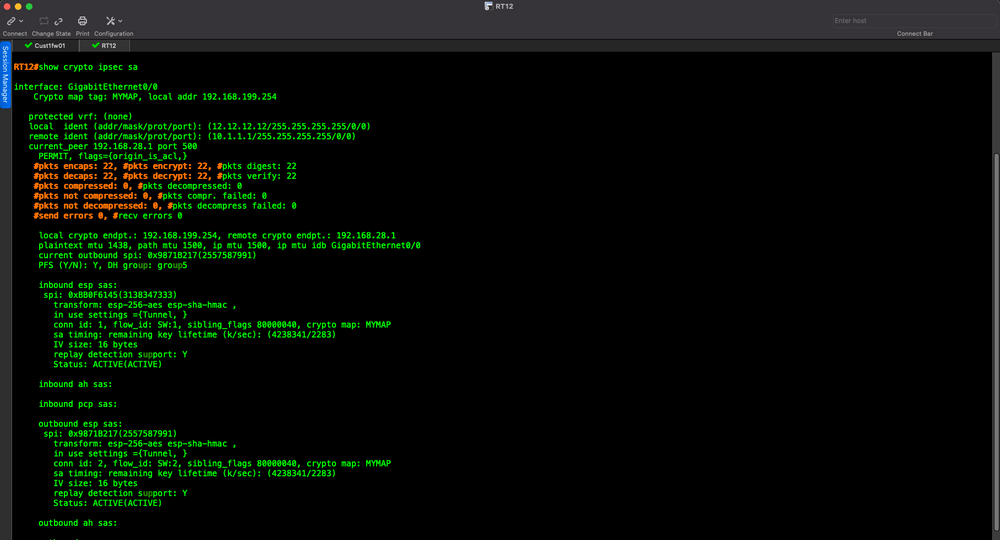 RT12
Connect Change State Print Configuration
Enter host
Connect Bar
Session Manager
Cust1fw01 RT12
RT12#show crypto ipsec sa
interface: GigabitEthernet0/0
Crypto map tag: MYMAP, local addr 192.168.199.254
protected vrf: (none)
local ident (addr/mask/prot/port): (12.12.12.12/255.255.255.255/0/0)
remote ident (addr/mask/prot/port): (10.1.1.1/255.255.255.255/0/0)
current_peer 192.168.28.1 port 500
PERMIT, flags={origin_is_acl,}
#pkts encaps: 22, #pkts encrypt: 22, #pkts digest: 22
#pkts decaps: 22, #pkts decrypt: 22, #pkts verify: 22
#pkts compressed: 0, #pkts decompressed: 0
#pkts not compressed: 0, #pkts compr. failed: 0
#pkts not decompressed: 0, #pkts decompress failed: 0
#send errors 0, #recv errors 0
local crypto endpt.: 192.168.199.254, remote crypto endpt.: 192.168.28.1
plaintext mtu 1438, path mtu 1500, ip mtu 1500, ip mtu idb GigabitEthernet0/0
current outbound spi: 0x9871B217(2557587991)
PFS (Y/N): Y, DH group: group5
inbound esp sas:
spi: 0xBB0F6145(3138347333)
transform: esp-256-aes esp-sha-hmac ,
in use settings ={Tunnel, }
conn id: 1, flow_id: SW:1, sibling_flags 80000040, crypto map: MYMAP
sa timing: remaining key lifetime (k/sec): (4238341/2283)
IV size: 16 bytes
replay detection support: Y
Status: ACTIVE(ACTIVE)
inbound ah sas:
inbound pcp sas:
outbound esp sas:
spi: 0x9871B217(2557587991)
transform: esp-256-aes esp-sha-hmac ,
in use settings ={Tunnel, }
conn id: 2, flow_id: SW:2, sibling_flags 80000040, crypto map: MYMAP
sa timing: remaining key lifetime (k/sec): (4238341/2283)
IV size: 16 bytes
replay detection support: Y
Status: ACTIVE(ACTIVE)
outbound ah sas: